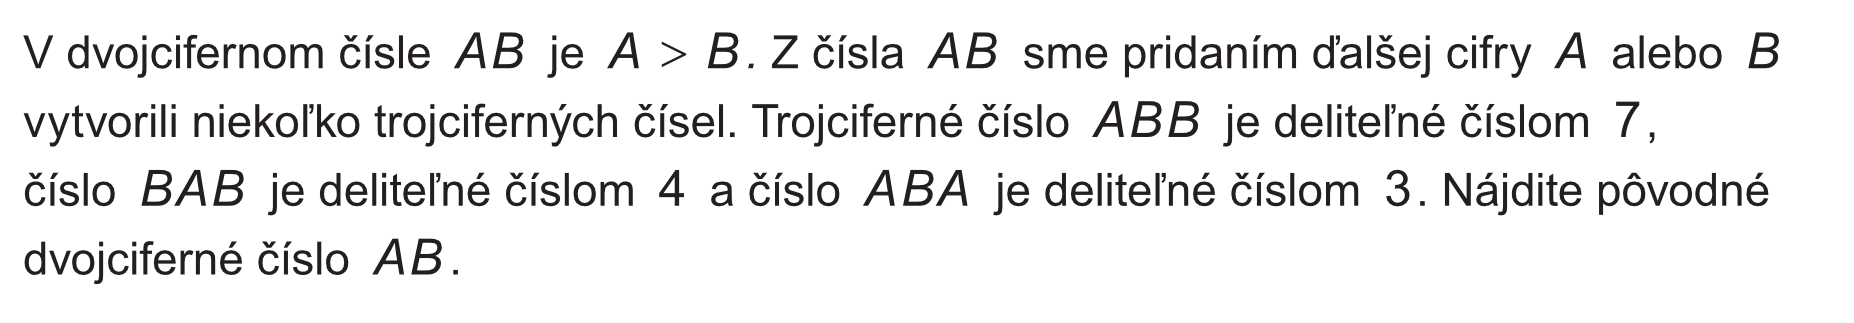 V dvojcifernom čísle AB je A > B. Z čísla AB sme pridaním ďalšej cifry A alebo B
vytvorili niekoľko trojciferných čísel. Trojciferné číslo ABB je deliteľné číslom 7,
číslo BAB je deliteľné číslom 4 a číslo ABA je deliteľné číslom 3. Nájdite pôvodné
dvojciferné číslo AB.